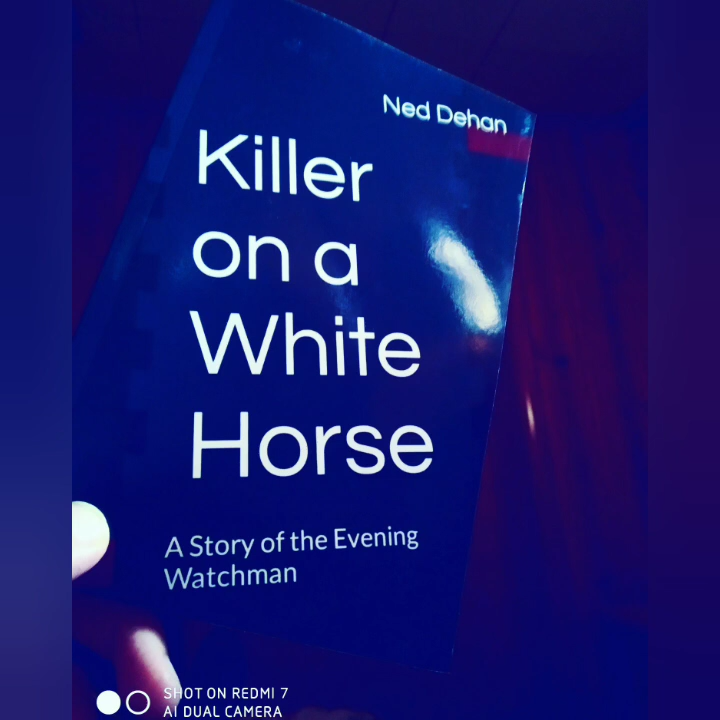 Ned Dehan
Killer
on a
White
Horse
A Story of the Evening
Watchman
SHOT ON REDMI 7
AI DUAL CAMERA